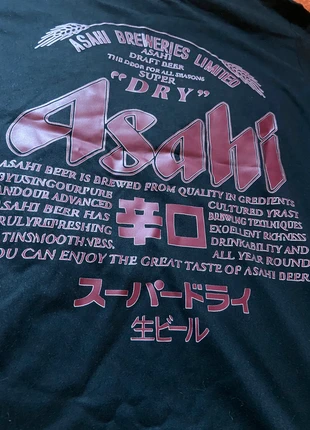 ASAHI BREWERIES LIMITED
ASAHI
DRAFT BEER
THE DEOR FOR ALL SEASONS
SUPER
"DRY"
Asahi
ASAHI BEER IS BREWED FROM QUALITY IN GREDIENTS
BYUSINGOURPURE CULTURED YRAST
ANDOUR ADVANCED BREWING TECENIQUES
ASAHI BEER HAS EXCELLENT RICHNESS
RULYREFRESHING DRINKABILITY AND
TINSMOOTHNESS. ALL YEAR ROUND
辛口
YOU CAN ENJOY THE GREAT TASTE OF ASAHI BEER
スーパードライ
生ビール